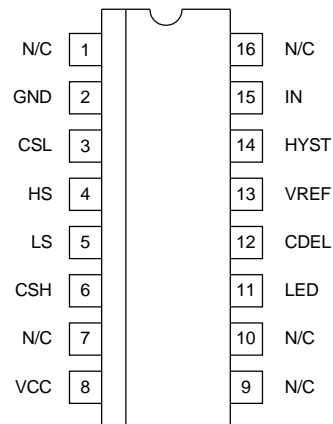 N/C 1 16 N/C
GND 2 15 IN
CSL 3 14 HYST
HS 4 13 VREF
LS 5 12 CDEL
CSH 6 11 LED
N/C 7 10 N/C
VCC 8 9 N/C